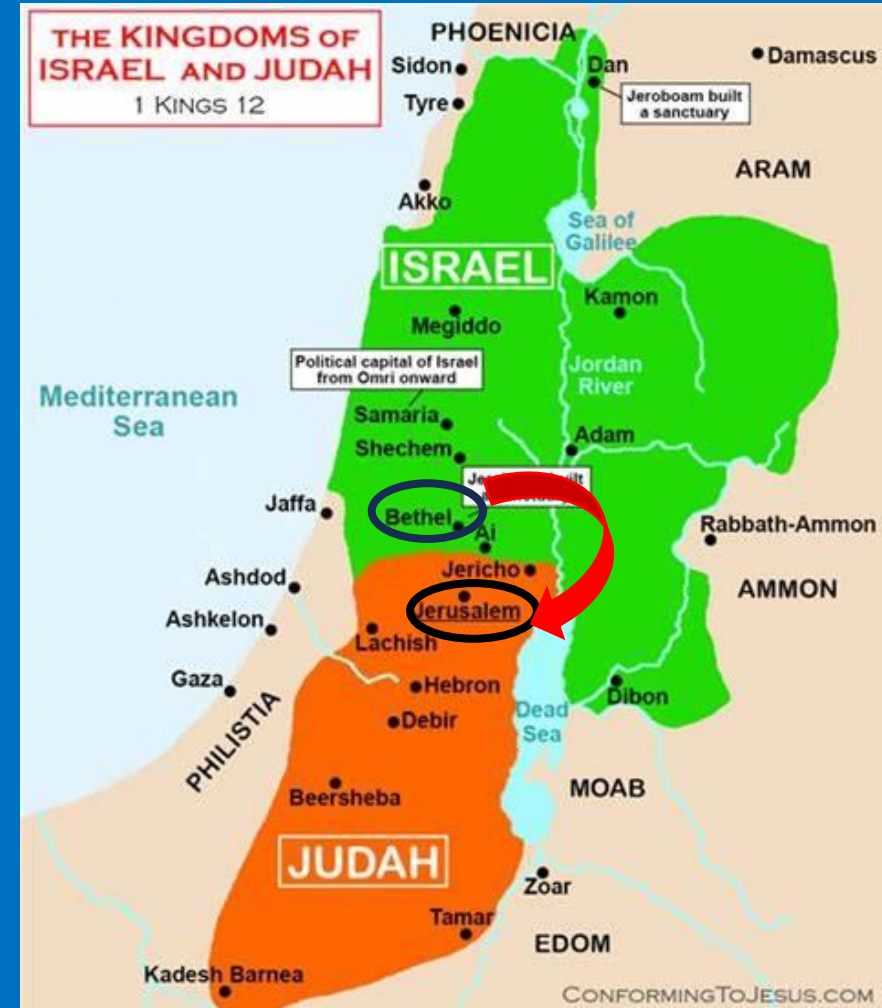 THE KINGDOMS OF
ISRAEL AND JUDAH
1 KINGS 12
PHOENICIA
Sidon
Dan
Damascus
Tyre
Jeroboam built
a sanctuary
ARAM
Akko
Sea of
Galilee
ISRAEL
Kamon
Megiddo
Political capital of Israel
from Omri onward
Jordan
River
Mediterranean
Sea
Samaria
Shechem
Adam
Jaffa
Bethel
Ai
Rabbath-Ammon
Jericho
Ashdod
AMMON
Jerusalem
Ashkelon
Lachish
Gaza
Hebron
Dibon
PHILISTIA
Debir
Dead
Sea
Beersheba
MOAB
JUDAH
Zoar
Tamar
EDOM
Kadesh Barnea
CONFORMINGTOJESUS.COM